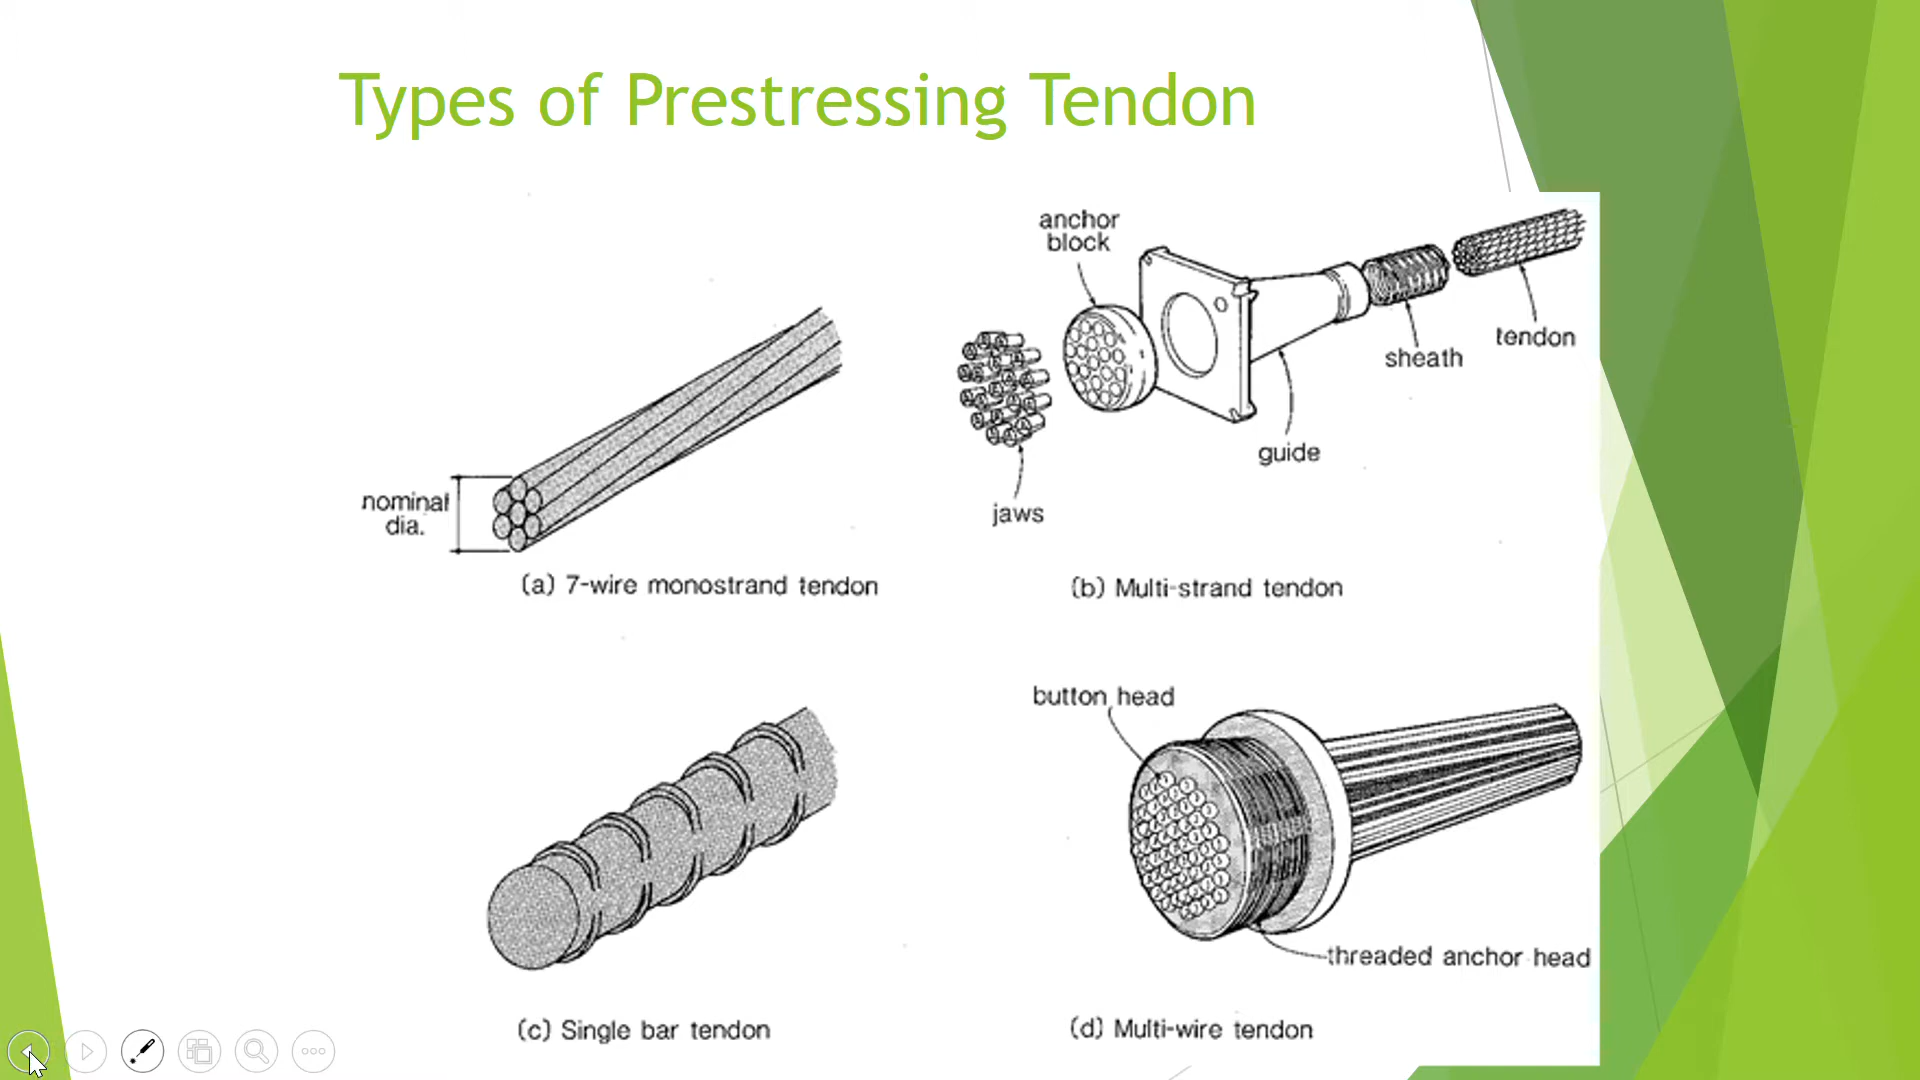 Types of Prestressing Tendon
nominal
dia.
(a) 7-wire monostrand tendon
anchor
block
jaws
guide
sheath
tendon
(b) Multi-strand tendon
(c) Single bar tendon
button head
threaded anchor head
(d) Multi-wire tendon